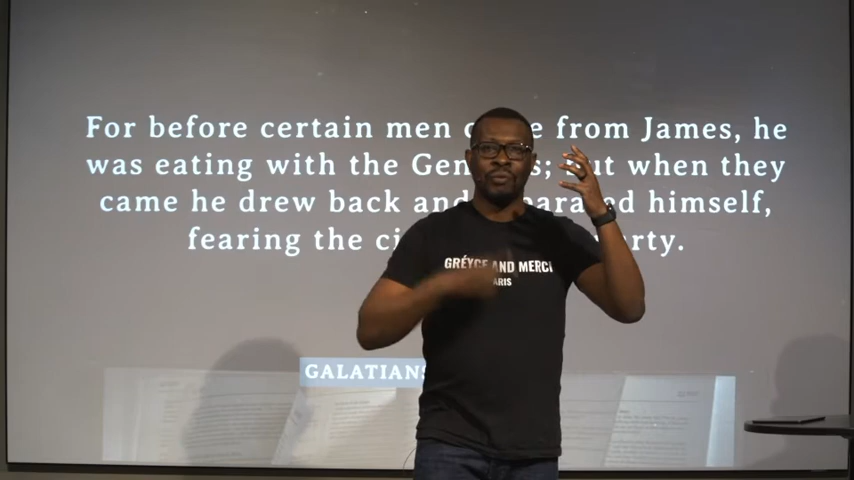 For before certain men e from James, he
was eating with the Gen s; but when they
came he drew back and himself,
fearing the arty.
GRÉYCE AND MERCI
ARIS
GALATIANS